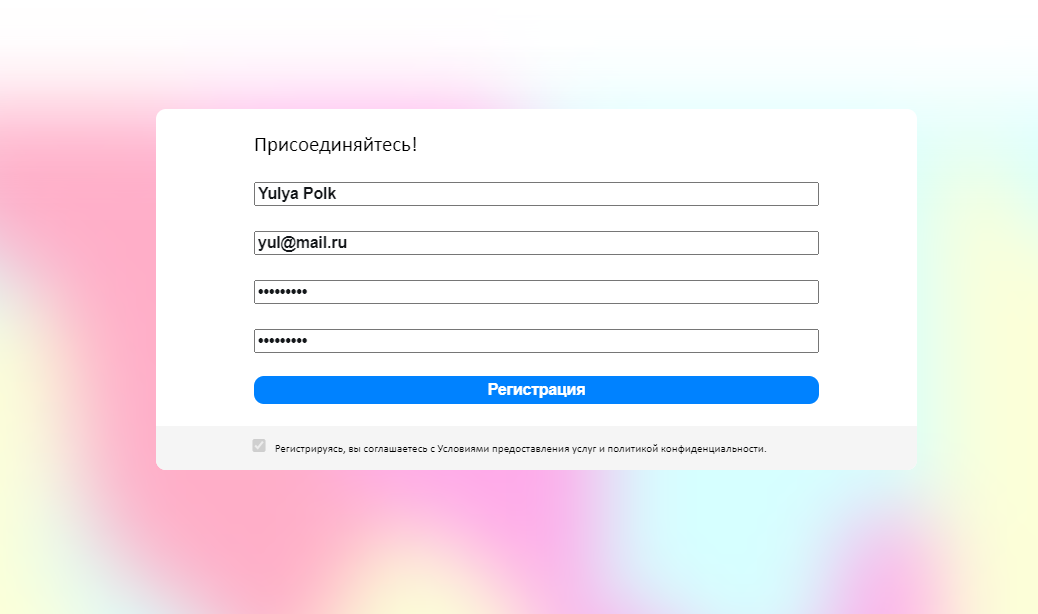 Присоединяйтесь!
Yulya Polk
yul@mail.ru
•••••••••
•••••••••
Регистрация
Регистрируясь, вы соглашаетесь с Условиями предоставления услуг и политикой конфиденциальности.